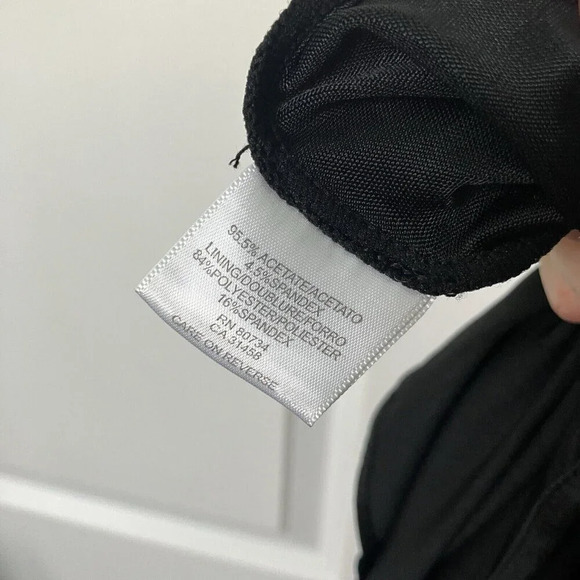 95.5% ACETATE/ACETATO
4.5%SPANDEX
LINING/DOUBLURE/FORRO
84%POLYESTER/POLIESTER
16%SPANDEX
RN 80734
CA 31458
CARE ON REVERSE